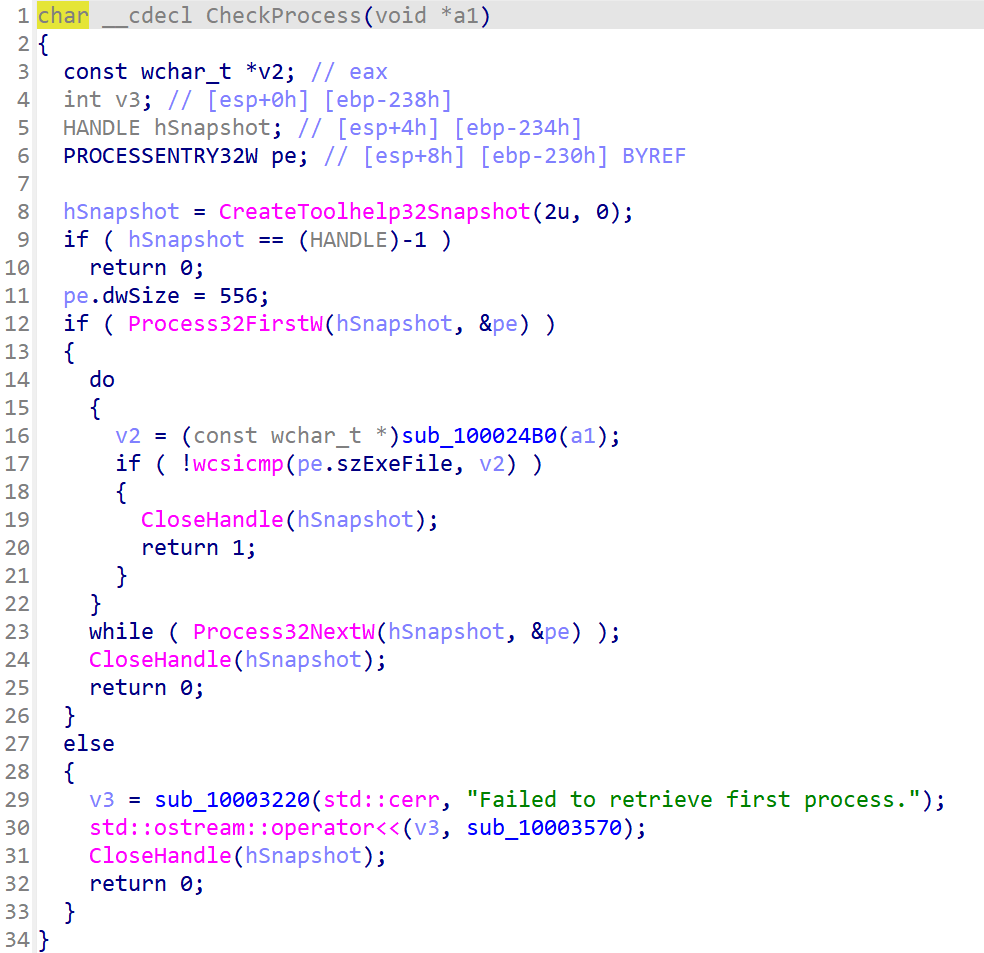 1 char __cdecl CheckProcess(void *a1)
2 {
3   const wchar_t *v2; // eax
4   int v3; // [esp+0h] [ebp-238h]
5   HANDLE hSnapshot; // [esp+4h] [ebp-234h]
6   PROCESSENTRY32W pe; // [esp+8h] [ebp-230h] BYREF
7
8   hSnapshot = CreateToolhelp32Snapshot(2u, 0);
9   if ( hSnapshot == (HANDLE)-1 )
10     return 0;
11   pe.dwSize = 556;
12   if ( Process32FirstW(hSnapshot, &pe) )
13   {
14     do
15     {
16       v2 = (const wchar_t *)sub_100024B0(a1);
17       if ( !wcsicmp(pe.szExeFile, v2) )
18       {
19         CloseHandle(hSnapshot);
20         return 1;
21       }
22     }
23     while ( Process32NextW(hSnapshot, &pe) );
24     CloseHandle(hSnapshot);
25     return 0;
26   }
27   else
28   {
29     v3 = sub_10003220(std::cerr, "Failed to retrieve first process.");
30     std::ostream::operator<<(v3, sub_10003570);
31     CloseHandle(hSnapshot);
32     return 0;
33   }
34 }